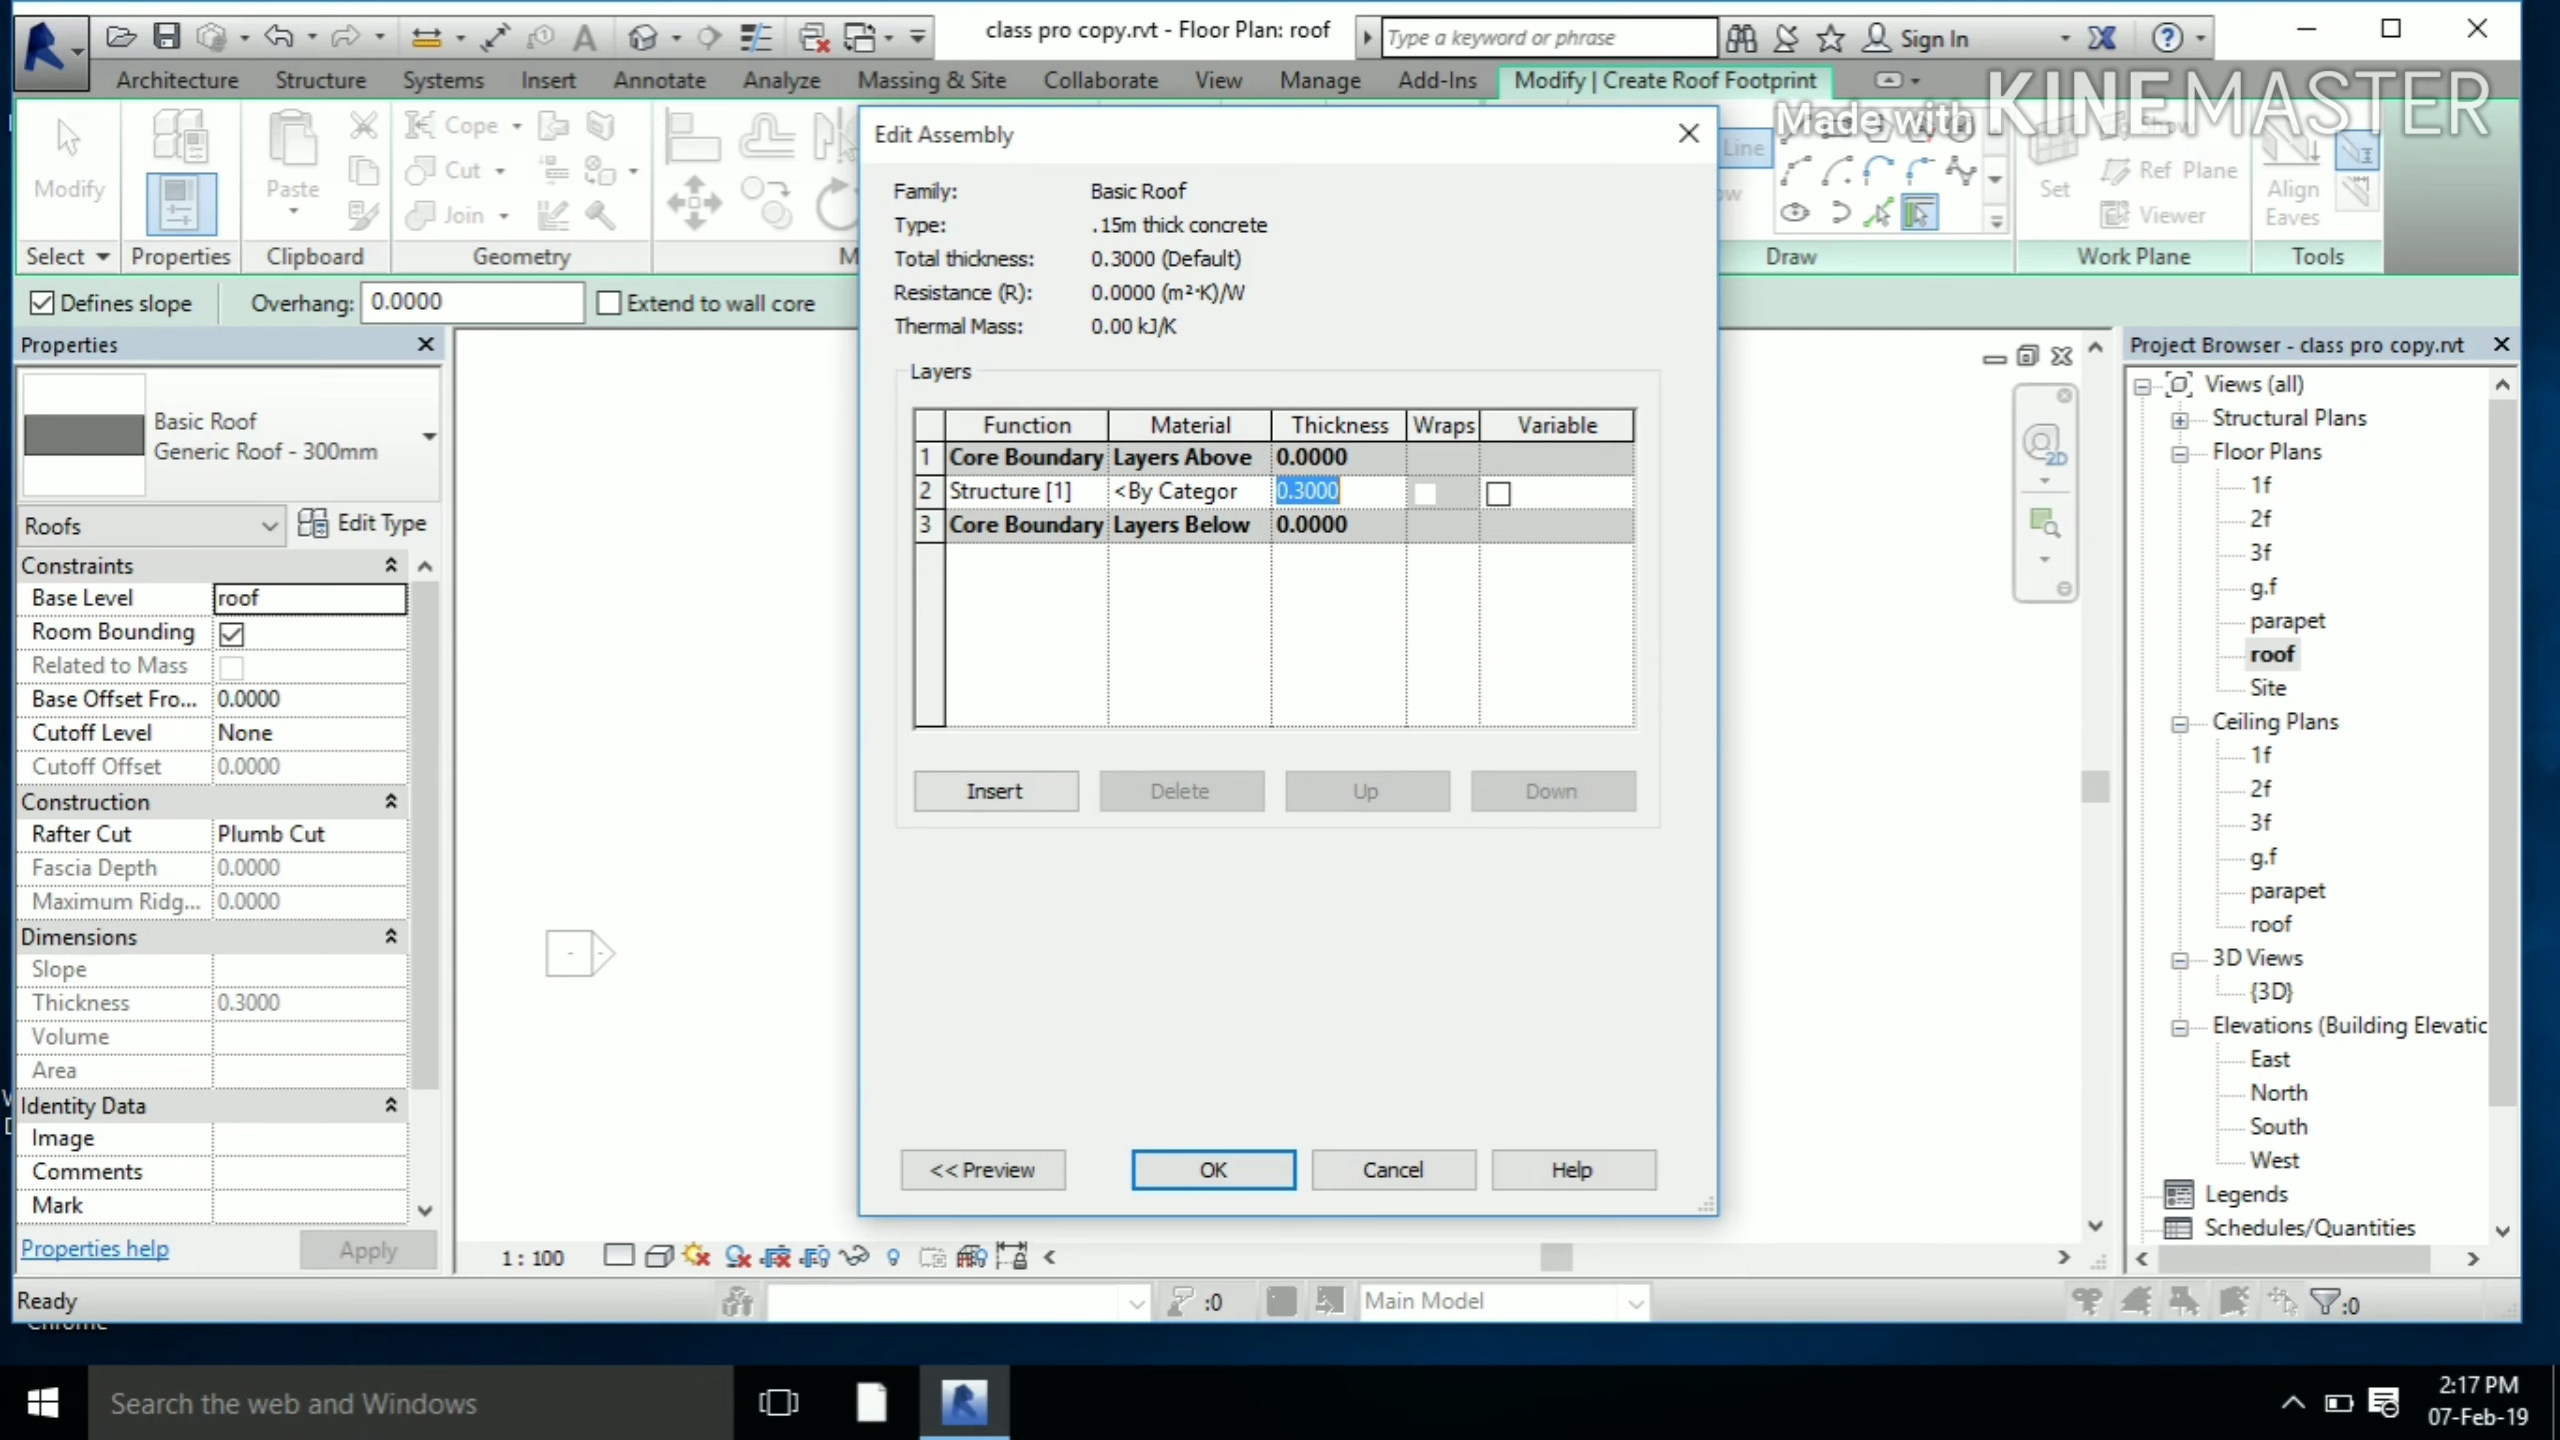 class pro copy.rvt - Floor Plan: roof
Type a keyword or phrase
Sign In
Architecture Structure Systems Insert Annotate Analyze Massing & Site Collaborate View Manage Add-Ins Modify | Create Roof Footprint
Made with KINEMASTER
Modify
Paste
Cope
Cut
Join
Line
Set
Show
Ref Plane
Viewer
Align
Eaves
Select Properties Clipboard Geometry M Draw Work Plane Tools
Defines slope Overhang: 0.0000 Extend to wall core
Properties
Basic Roof
Generic Roof - 300mm
Roofs Edit Type
Constraints
Base Level roof
Room Bounding
Related to Mass
Base Offset Fro... 0.0000
Cutoff Level None
Cutoff Offset 0.0000
Construction
Rafter Cut Plumb Cut
Fascia Depth 0.0000
Maximum Ridg... 0.0000
Dimensions
Slope
Thickness 0.3000
Volume
Area
Identity Data
Image
Comments
Mark
Properties help Apply
Edit Assembly
Family: Basic Roof
Type: .15m thick concrete
Total thickness: 0.3000 (Default)
Resistance (R): 0.0000 (m²·K)/W
Thermal Mass: 0.00 kJ/K
Layers
Function Material Thickness Wraps Variable
1 Core Boundary Layers Above 0.0000
2 Structure [1] <By Categor 0.3000
3 Core Boundary Layers Below 0.0000
Insert Delete Up Down
<< Preview OK Cancel Help
2D
Project Browser - class pro copy.rvt
Views (all)
Structural Plans
Floor Plans
1f
2f
3f
g.f
parapet
roof
Site
Ceiling Plans
1f
2f
3f
g.f
parapet
roof
3D Views
{3D}
Elevations (Building Elevatic
East
North
South
West
Legends
Schedules/Quantities
1 : 100
Ready
:0
Main Model
:0
Chrome
Search the web and Windows
2:17 PM
07-Feb-19